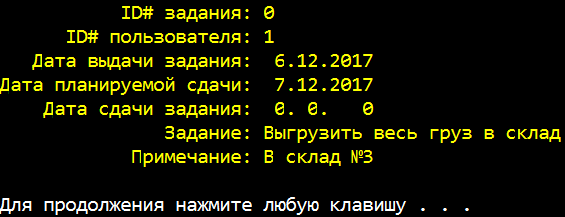 ID# задания: 0
ID# пользователя: 1
Дата выдачи задания: 6.12.2017
Дата планируемой сдачи: 7.12.2017
Дата сдачи задания: 0. 0. 0
Задание: Выгрузить весь груз в склад
Примечание: В склад №3
Для продолжения нажмите любую клавишу . . .